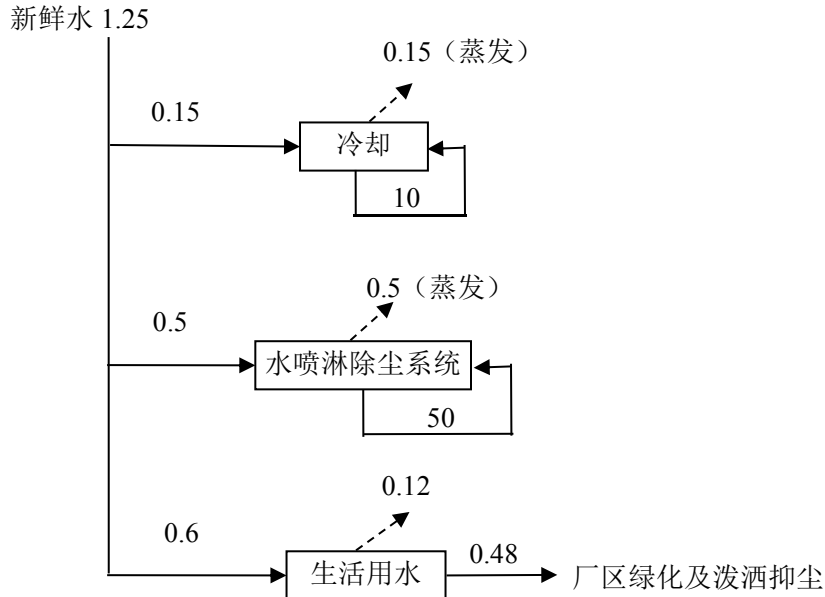 新鲜水 1.25
0.15（蒸发）
0.15
冷却
10
0.5（蒸发）
0.5
水喷淋除尘系统
50
0.12
0.6
0.48
生活用水
厂区绿化及泼洒抑尘